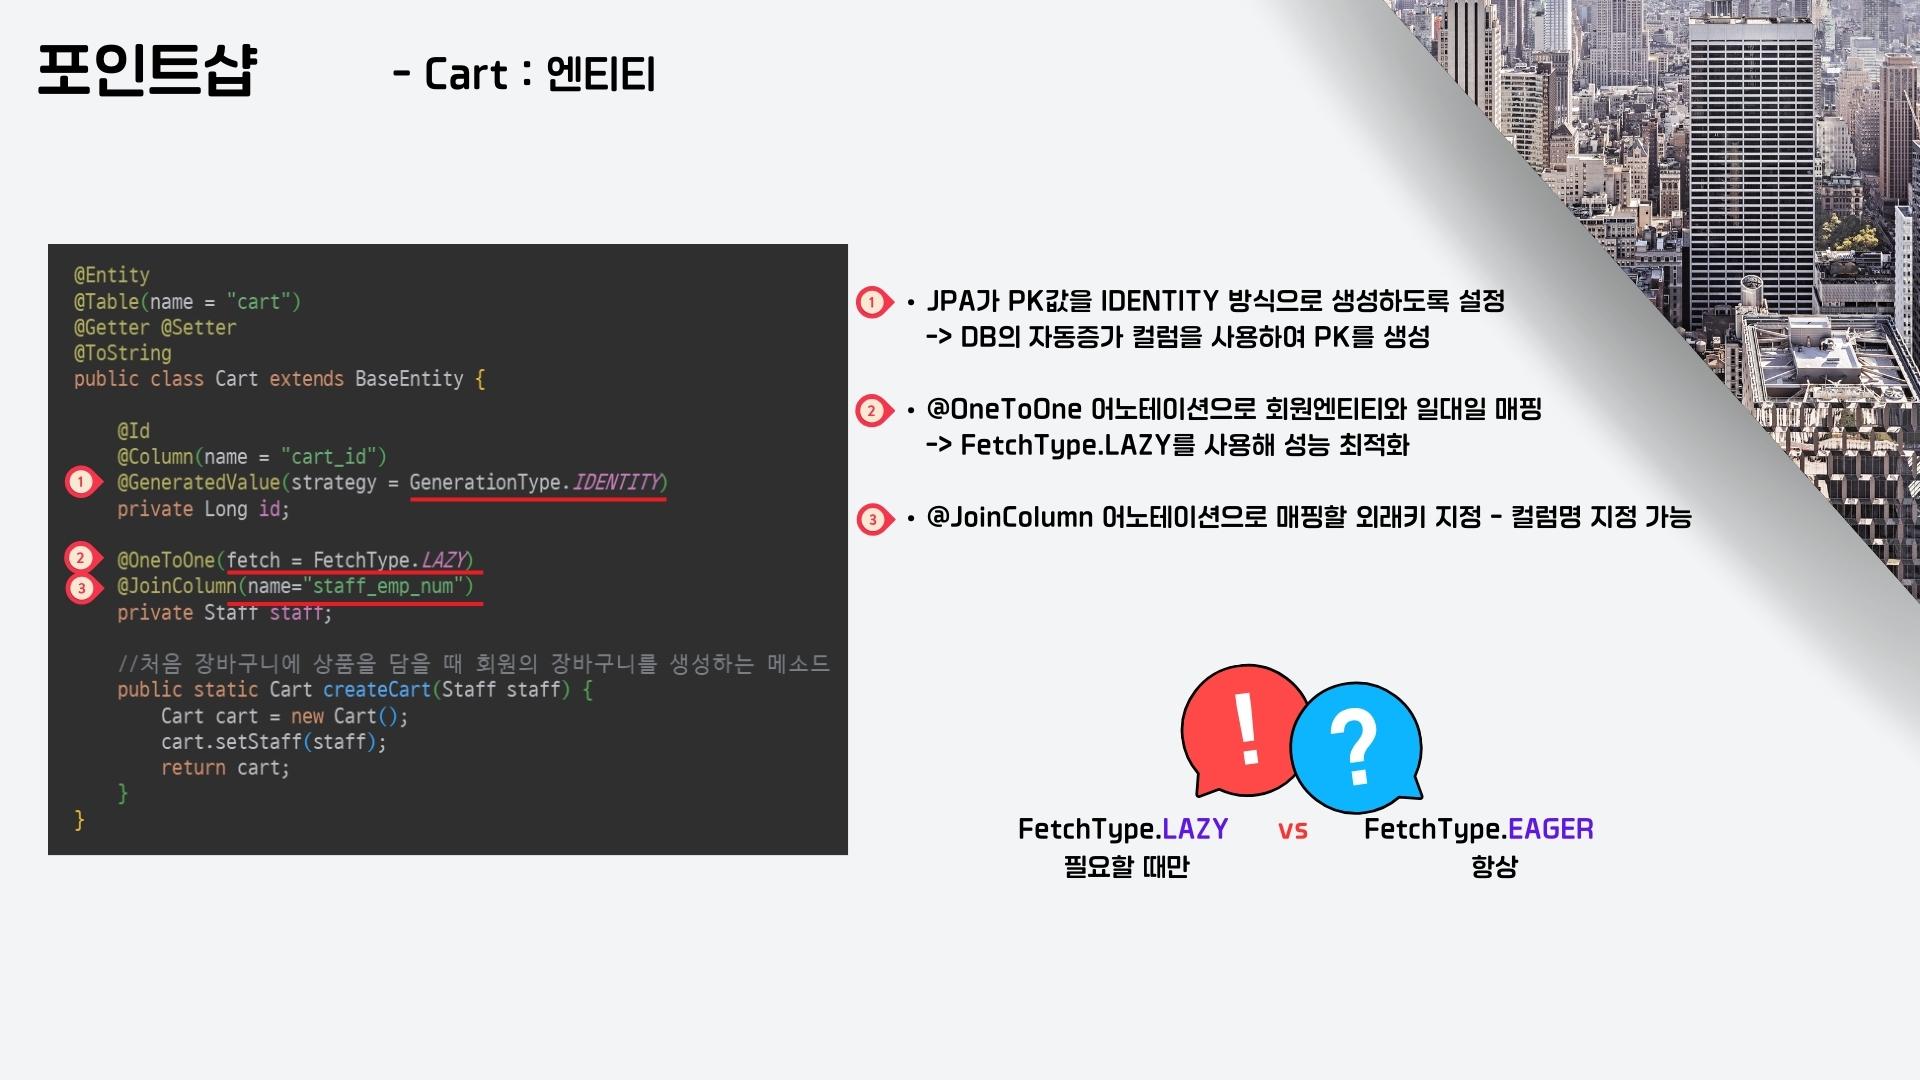 포인트샵
- Cart : 엔티티
@Entity
@Table(name = "cart")
@Getter @Setter
@ToString
public class Cart extends BaseEntity {
@Id
@Column(name = "cart_id")
1 @GeneratedValue(strategy = GenerationType.IDENTITY)
private Long id;
2 @OneToOne(fetch = FetchType.LAZY)
3 @JoinColumn(name="staff_emp_num")
private Staff staff;
//처음 장바구니에 상품을 담을 때 회원의 장바구니를 생성하는 메소드
public static Cart createCart(Staff staff) {
Cart cart = new Cart();
cart.setStaff(staff);
return cart;
}
}
1 • JPA가 PK값을 IDENTITY 방식으로 생성하도록 설정
-> DB의 자동증가 컬럼을 사용하여 PK를 생성
2 • @OneToOne 어노테이션으로 회원엔티티와 일대일 매핑
-> FetchType.LAZY를 사용해 성능 최적화
3 • @JoinColumn 어노테이션으로 매핑할 외래키 지정 - 컬럼명 지정 가능
! ?
FetchType.LAZY vs FetchType.EAGER
필요할 때만 항상